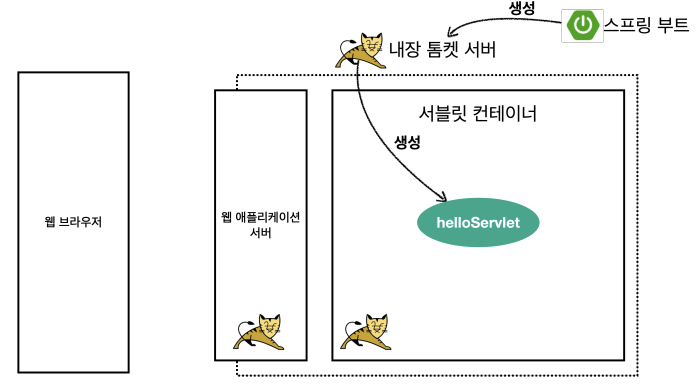 생성
스프링 부트
내장 톰켓 서버
서블릿 컨테이너
생성
웹 브라우저
웹 애플리케이션
서버
helloServlet